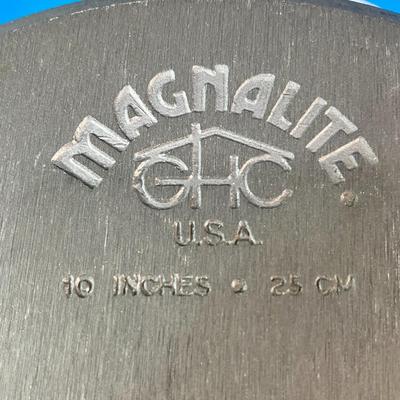 MAGNALITE®
GHC
U.S.A.
10 INCHES • 25 CM